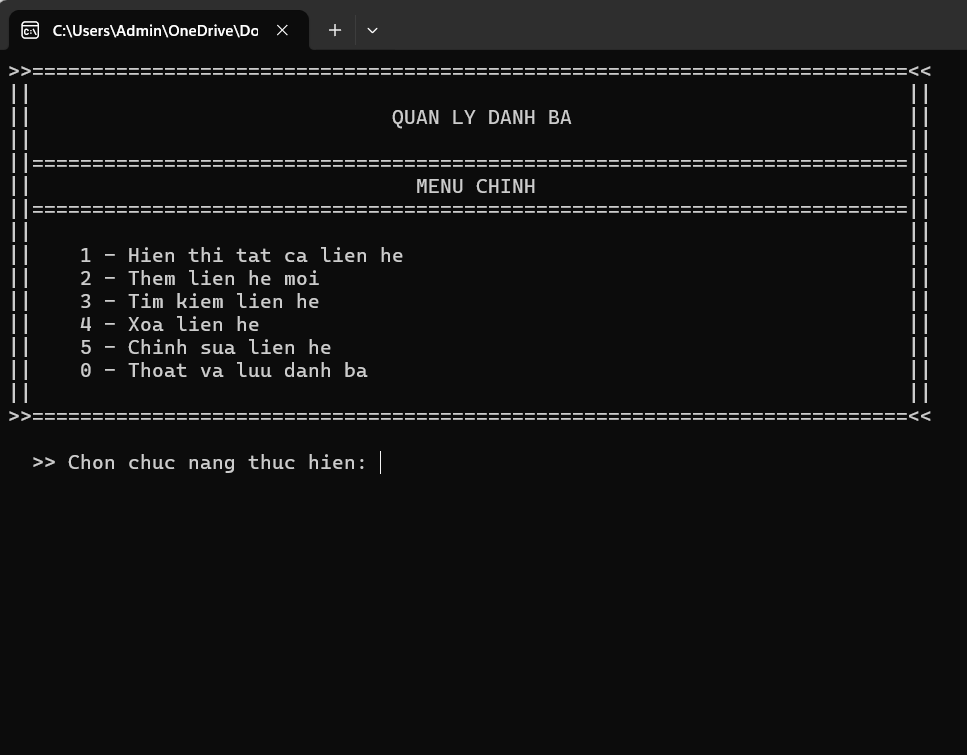 C:\Users\Admin\OneDrive\Do
>>=========================================================================<<
|| ||
|| QUAN LY DANH BA ||
|| ||
||=========================================================================||
|| MENU CHINH ||
||=========================================================================||
|| ||
|| 1 - Hien thi tat ca lien he ||
|| 2 - Them lien he moi ||
|| 3 - Tim kiem lien he ||
|| 4 - Xoa lien he ||
|| 5 - Chinh sua lien he ||
|| 0 - Thoat va luu danh ba ||
|| ||
>>=========================================================================<<
>> Chon chuc nang thuc hien: